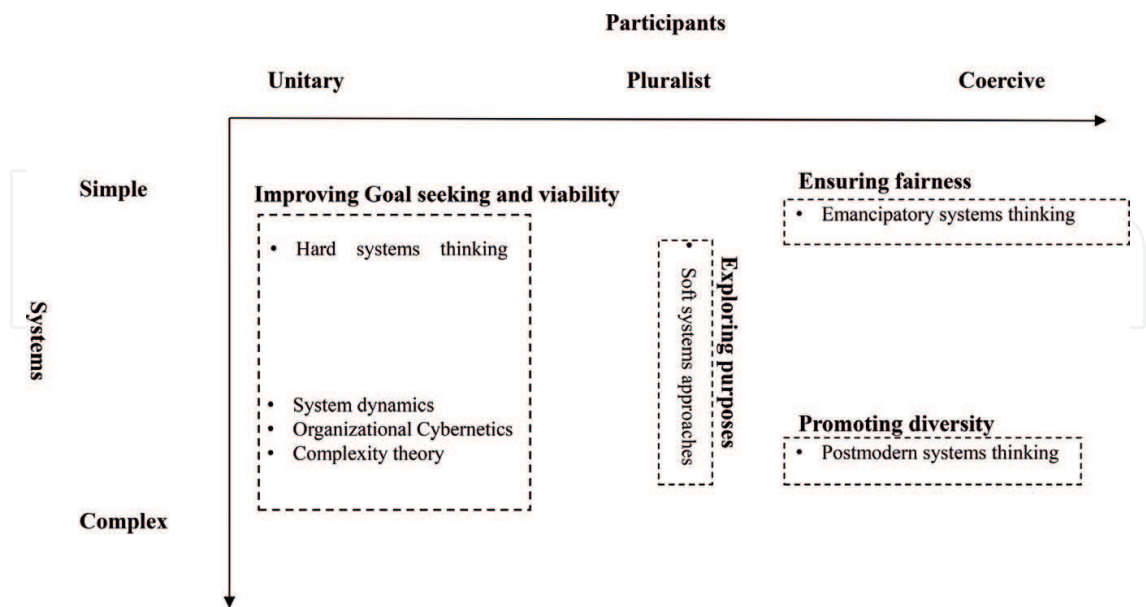 Participants
Unitary
Pluralist
Coercive
Simple
Systems
Complex
Improving Goal seeking and viability
• Hard systems thinking
• System dynamics
• Organizational Cybernetics
• Complexity theory
• Soft systems approaches
Exploring purposes
Ensuring fairness
• Emancipatory systems thinking
Promoting diversity
• Postmodern systems thinking